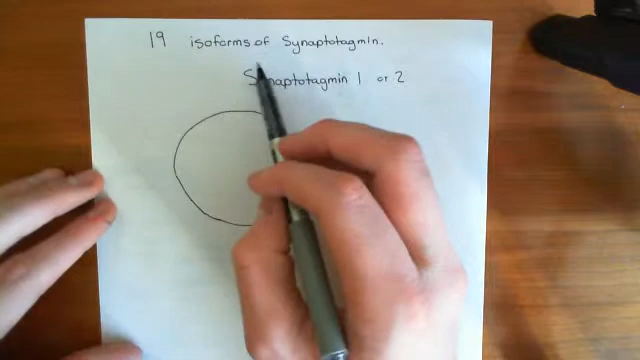 19 isoforms of Synaptotagmin.
Synaptotagmin 1 or 2